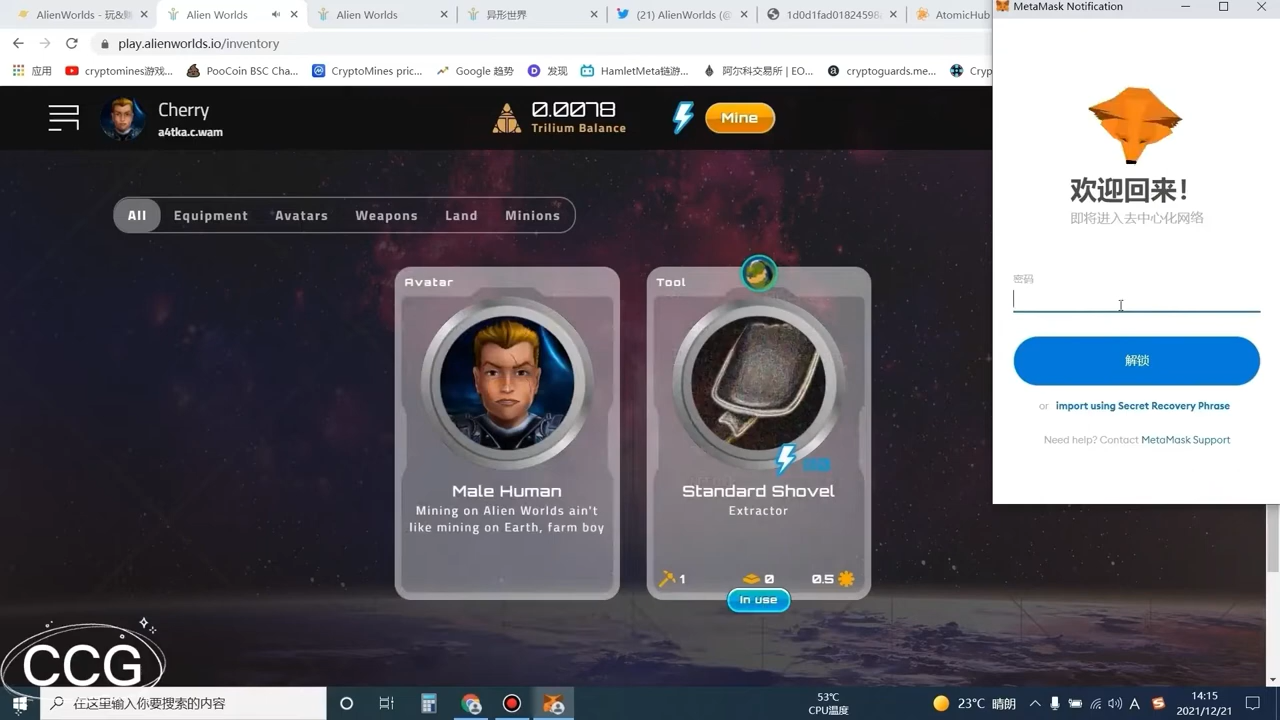 AlienWorlds - 玩&
Alien Worlds
Alien Worlds
异形世界
(21) AlienWorlds (@
1d0d1fad01824598
AtomicHub
MetaMask Notification
play.alienworlds.io/inventory
应用
cryptomines游戏...
PooCoin BSC Cha...
CryptoMines pric...
Google 趋势
发现
HamletMeta链游...
阿尔科交易所 | EO...
cryptoguards.me...
Cryp
Cherry
a4tka.c.wam
0.0078
Trilium Balance
Mine
All
Equipment
Avatars
Weapons
Land
Minions
Avatar
Male Human
Mining on Alien Worlds ain't
like mining on Earth, farm boy
Tool
Standard Shovel
Extractor
1
0
0.5
In use
欢迎回来!
即将进入去中心化网络
密码
解锁
or import using Secret Recovery Phrase
Need help? Contact MetaMask Support
CCG
在这里输入你要搜索的内容
53°C
CPU温度
23°C 晴朗
A
14:15
2021/12/21